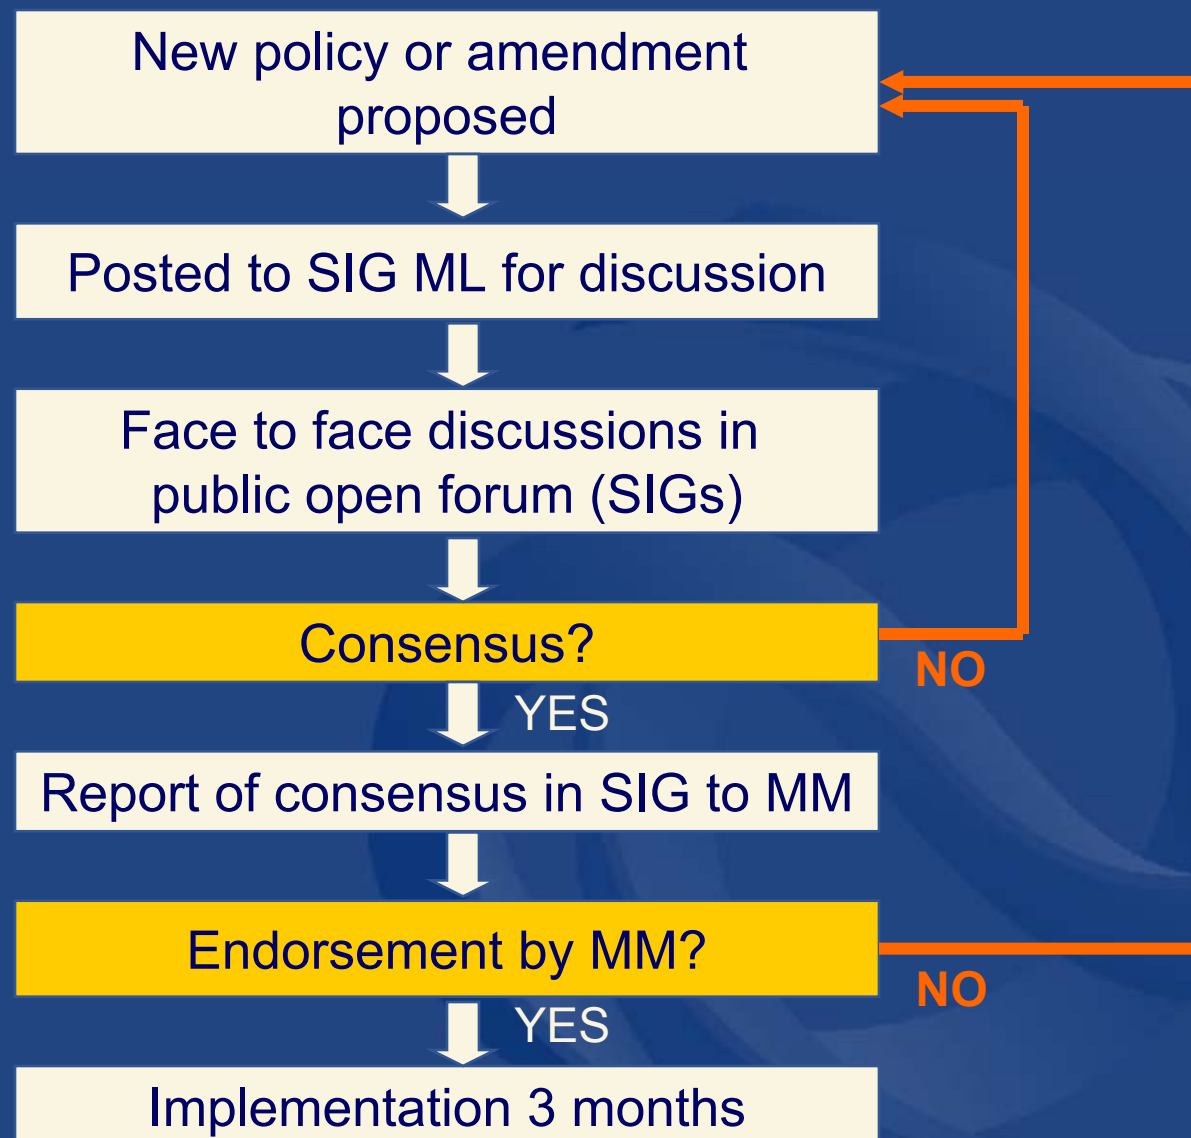 New policy or amendment
proposed
Posted to SIG ML for discussion
Face to face discussions in
public open forum (SIGs)
Consensus?
NO
YES
Report of consensus in SIG to MM
Endorsement by MM?
NO
YES
Implementation 3 months